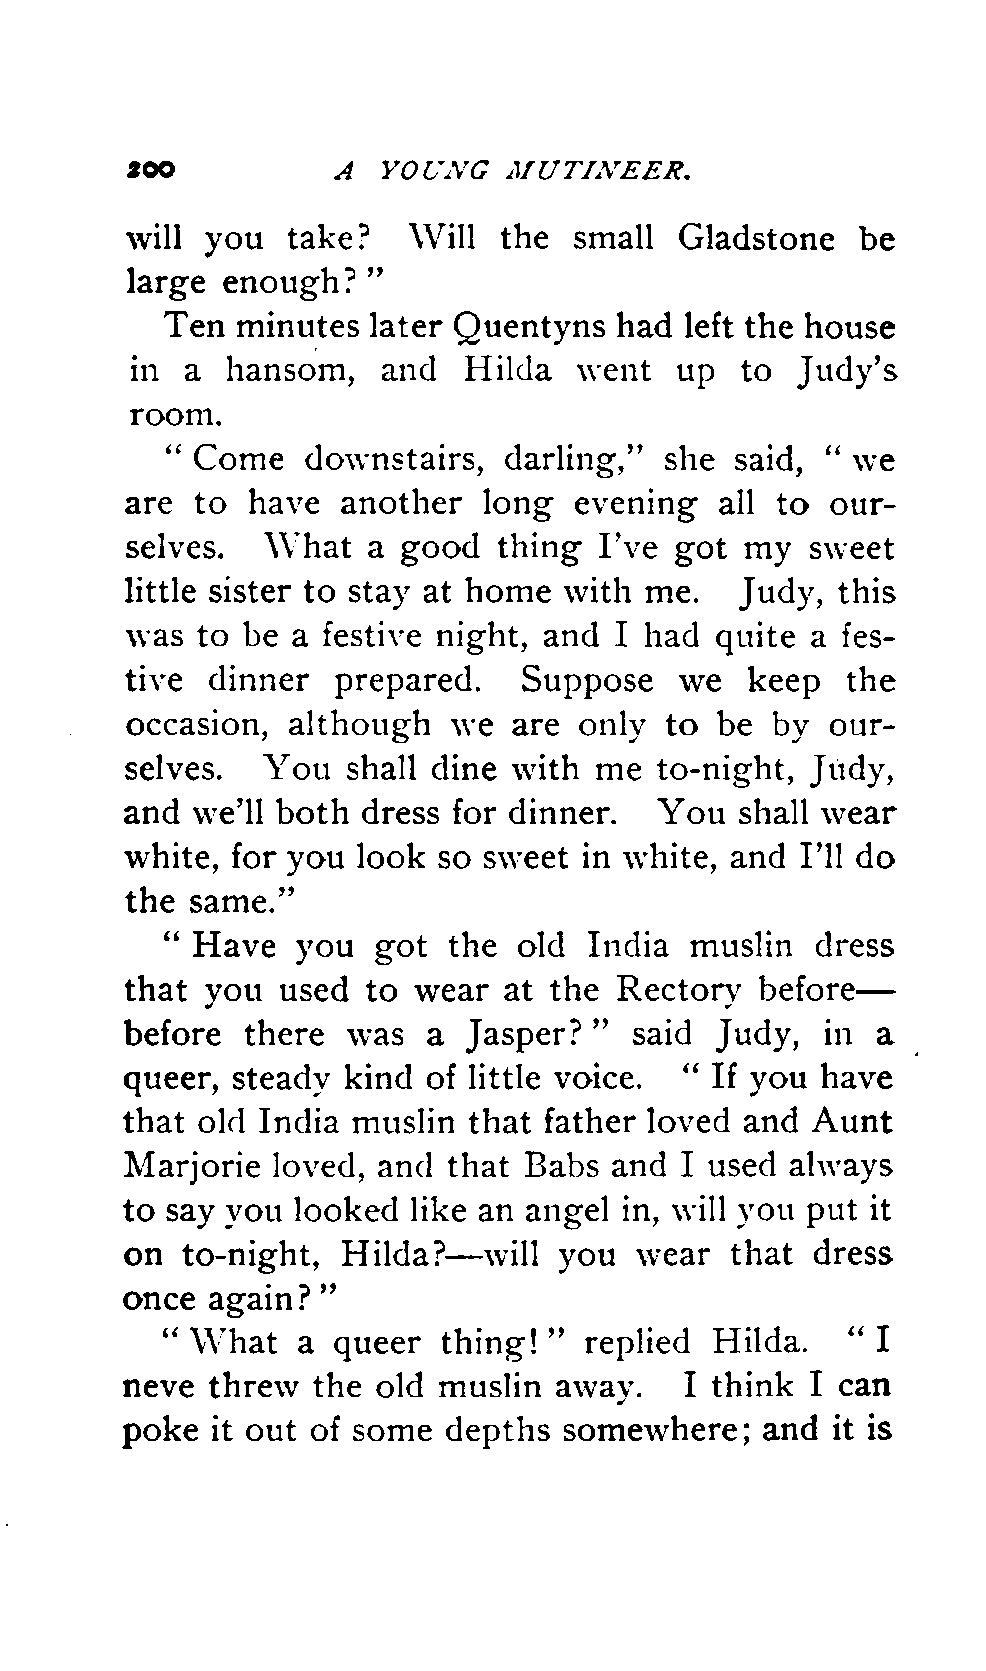 200 A YOUNG MUTINEER.
will you take? Will the small Gladstone be
large enough?"
Ten minutes later Quentyns had left the house
in a hansom, and Hilda went up to Judy's
room.
"Come downstairs, darling," she said, "we
are to have another long evening all to our-
selves. What a good thing I've got my sweet
little sister to stay at home with me. Judy, this
was to be a festive night, and I had quite a fes-
tive dinner prepared. Suppose we keep the
occasion, although we are only to be by our-
selves. You shall dine with me to-night, Judy,
and we'll both dress for dinner. You shall wear
white, for you look so sweet in white, and I'll do
the same."
"Have you got the old India muslin dress
that you used to wear at the Rectory before—
before there was a Jasper?" said Judy, in a
queer, steady kind of little voice. "If you have
that old India muslin that father loved and Aunt
Marjorie loved, and that Babs and I used always
to say you looked like an angel in, will you put it
on to-night, Hilda?—will you wear that dress
once again?"
"What a queer thing!" replied Hilda. "I
neve threw the old muslin away. I think I can
poke it out of some depths somewhere; and it is